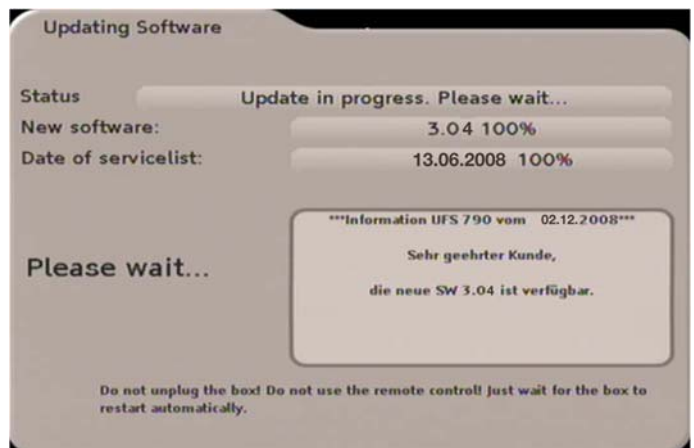 Updating Software
Status Update in progress. Please wait...
New software: 3.04 100%
Date of servicelist: 13.06.2008 100%
***Information UFS 790 vom 02.12.2008***
Sehr geehrter Kunde,
Please wait...
die neue SW 3.04 ist verfügbar.
Do not unplug the box! Do not use the remote control! Just wait for the box to
restart automatically.